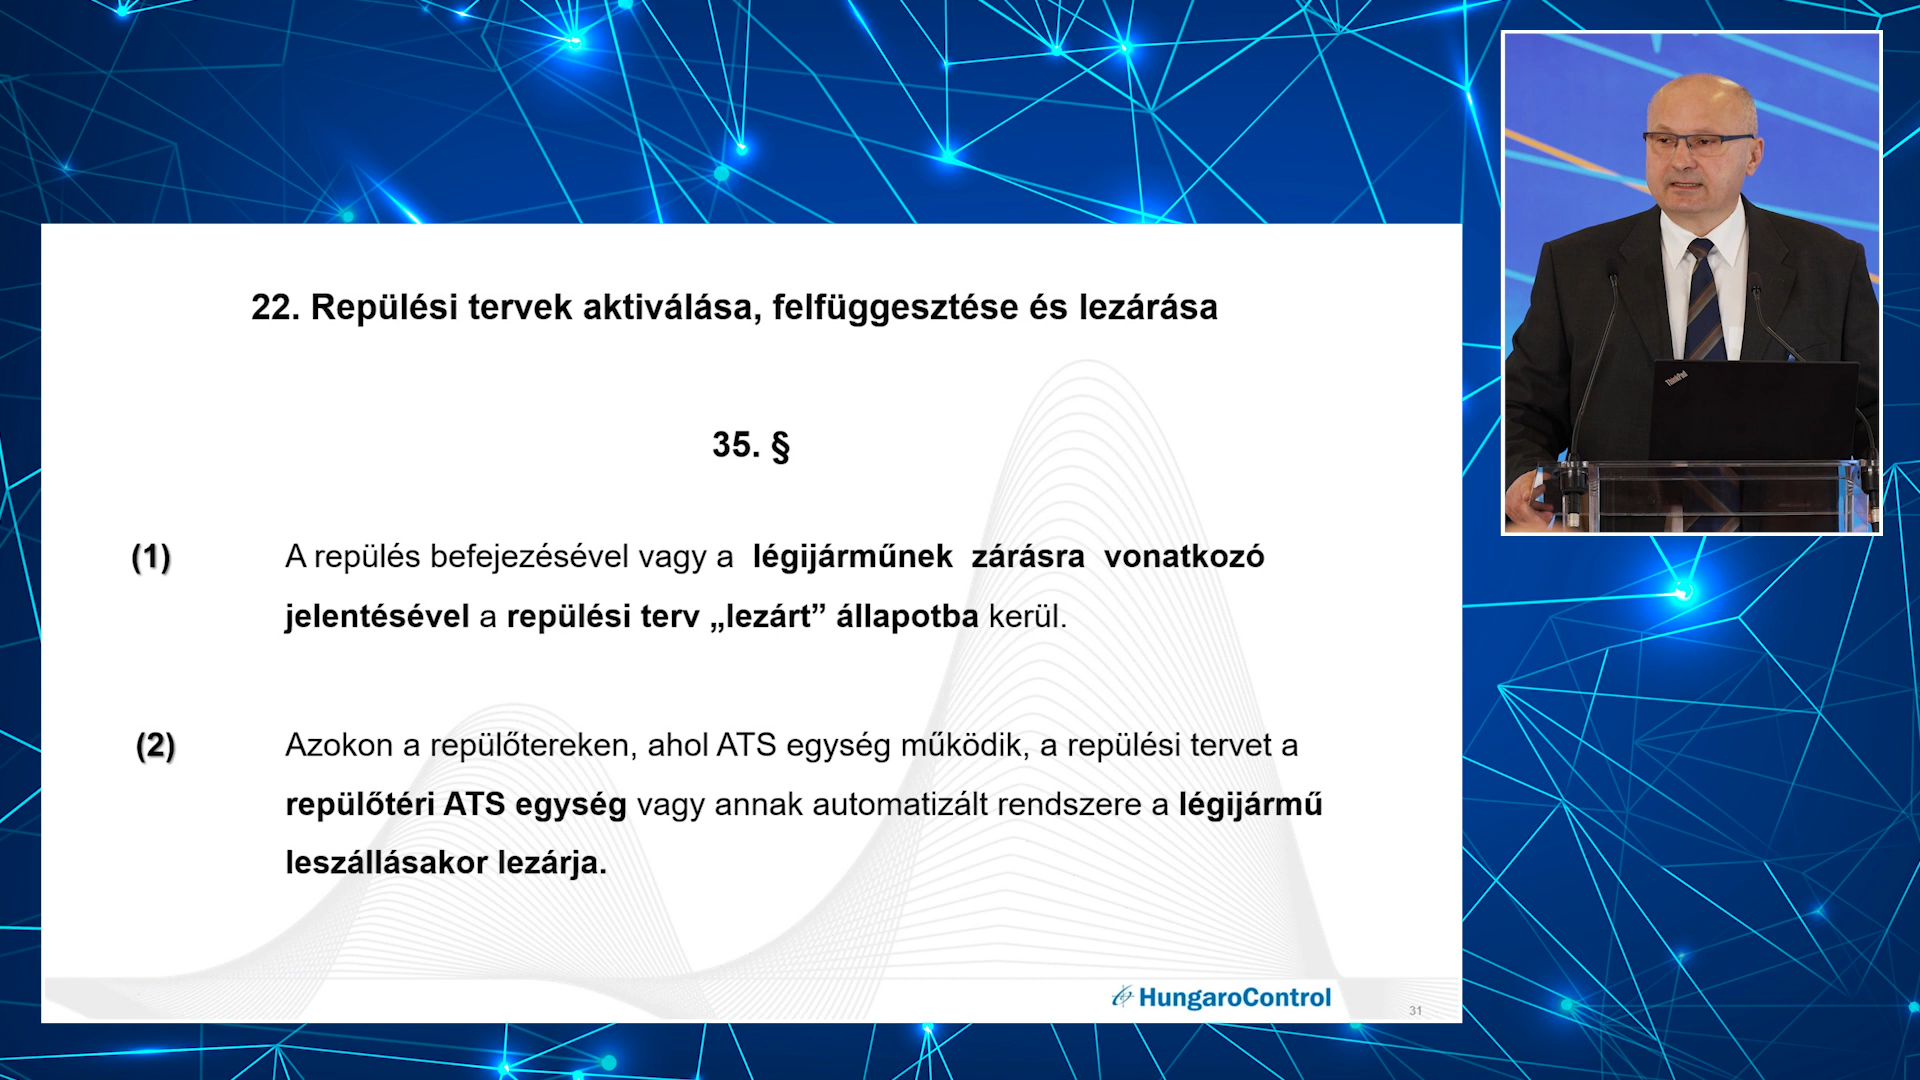 22. Repülési tervek aktiválása, felfüggesztése és lezárása
35. §
(1) A repülés befejezésével vagy a légijárműnek zárásra vonatkozó
jelentésével a repülési terv „lezárt” állapotba kerül.
(2) Azokon a repülőtereken, ahol ATS egység működik, a repülési tervet a
repülőtéri ATS egység vagy annak automatizált rendszere a légijármű
leszállásakor lezárja.
HungaroControl
31
ThinkPad